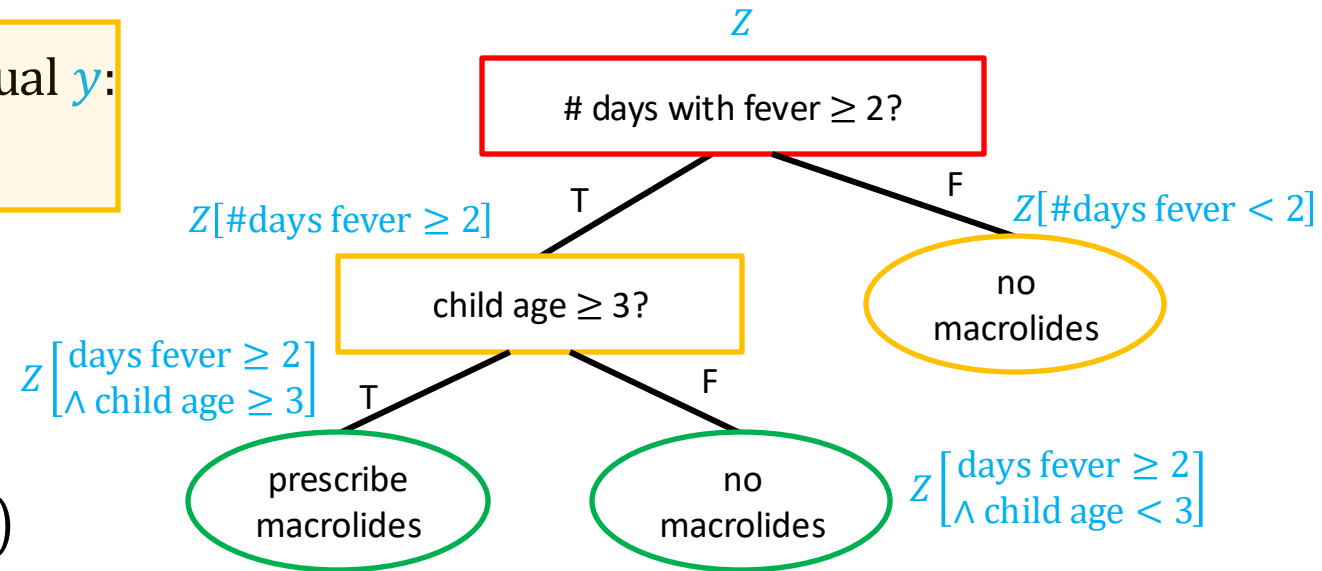 Z
ual y:
# days with fever ≥ 2?
T
F
Z[#days fever ≥ 2]
Z[#days fever < 2]
child age ≥ 3?
no
macrolides
Z[days fever ≥ 2
∧ child age ≥ 3]
T
F
prescribe
macrolides
no
macrolides
Z[days fever ≥ 2
∧ child age < 3]
)